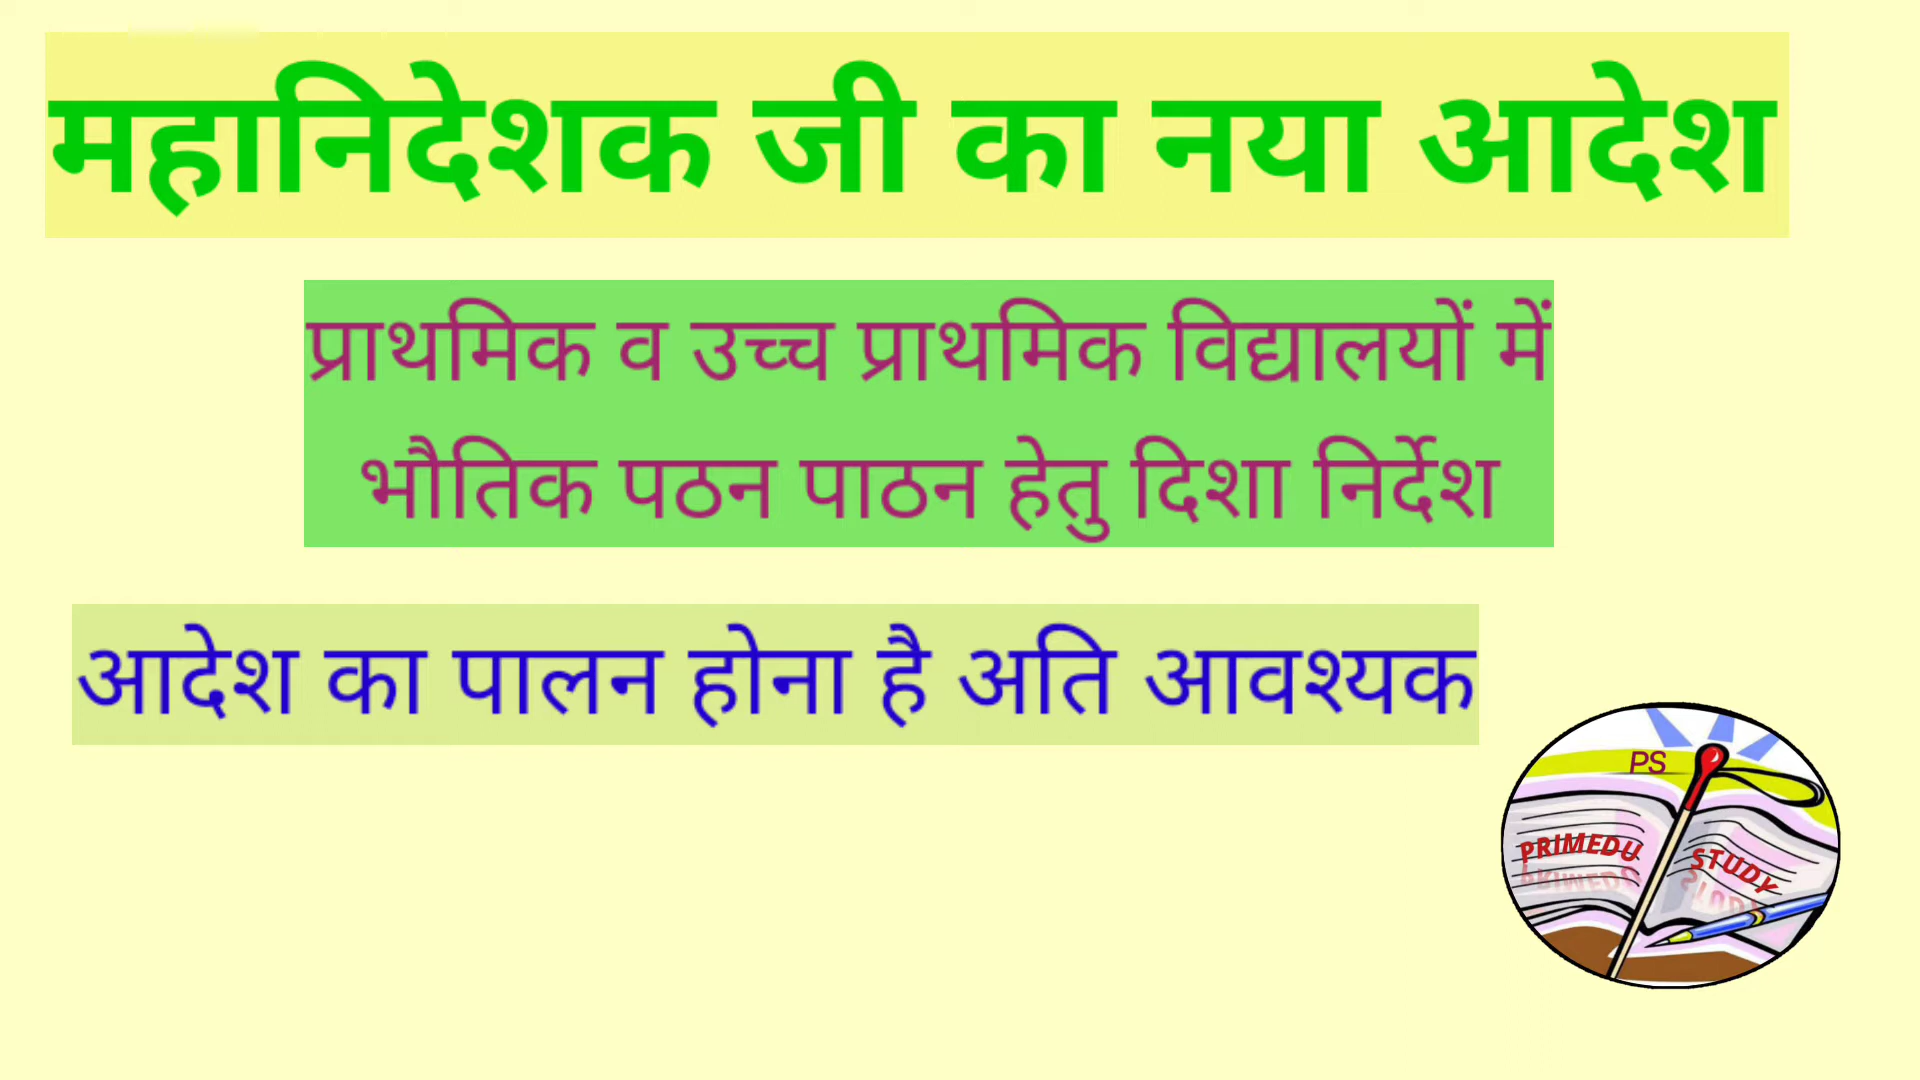 महानिदेशक जी का नया आदेश
प्राथमिक व उच्च प्राथमिक विद्यालयों में
भौतिक पठन पाठन हेतु दिशा निर्देश
आदेश का पालन होना है अति आवश्यक
PS
PRIMEDU STUDY